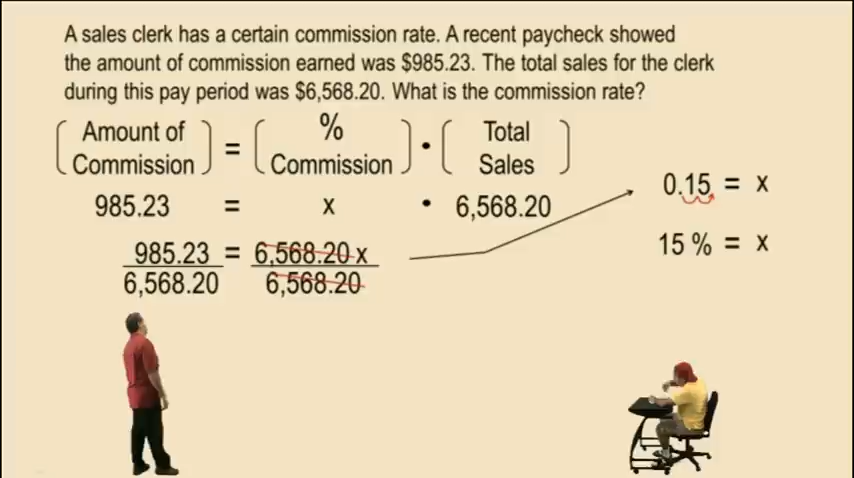 A sales clerk has a certain commission rate. A recent paycheck showed
the amount of commission earned was $985.23. The total sales for the clerk
during this pay period was $6,568.20. What is the commission rate?
(Amount of Commission) = (% Commission) • (Total Sales)
985.23 = x • 6,568.20
985.23 = 6,568.20 x
6,568.20 6,568.20
0.15 = x
15 % = x